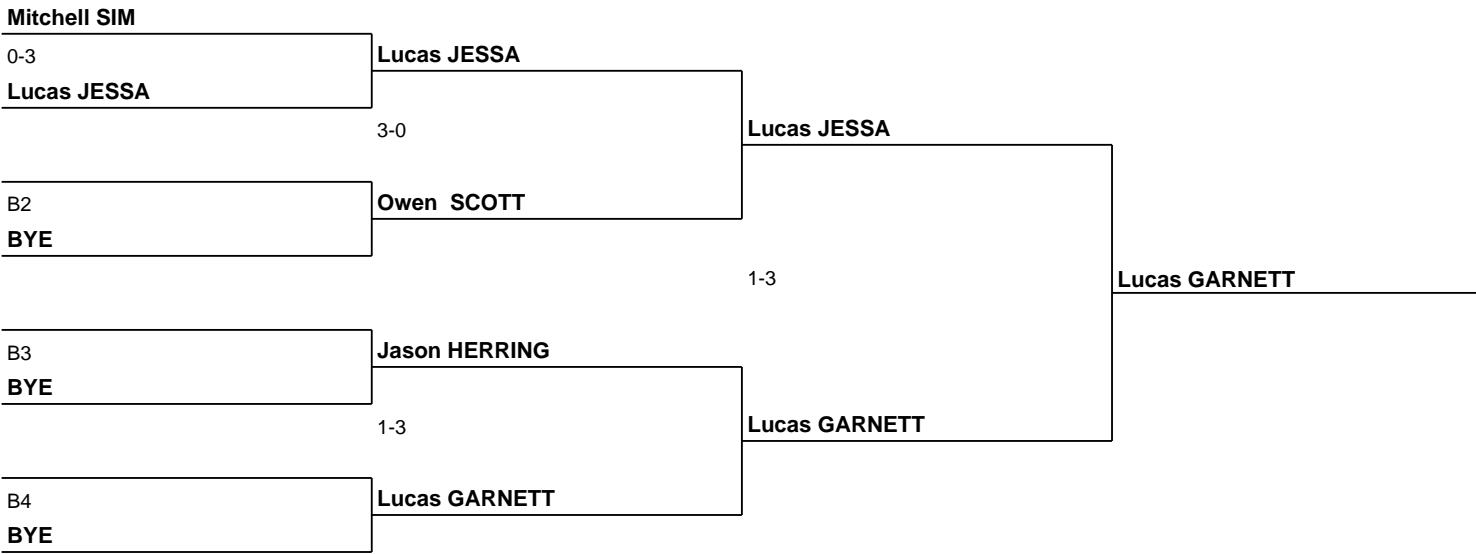 Mitchell SIM
0-3
Lucas JESSA
Lucas JESSA
3-0
Lucas JESSA
B2
Owen  SCOTT
BYE
1-3
Lucas GARNETT
B3
Jason HERRING
BYE
1-3
Lucas GARNETT
B4
Lucas GARNETT
BYE